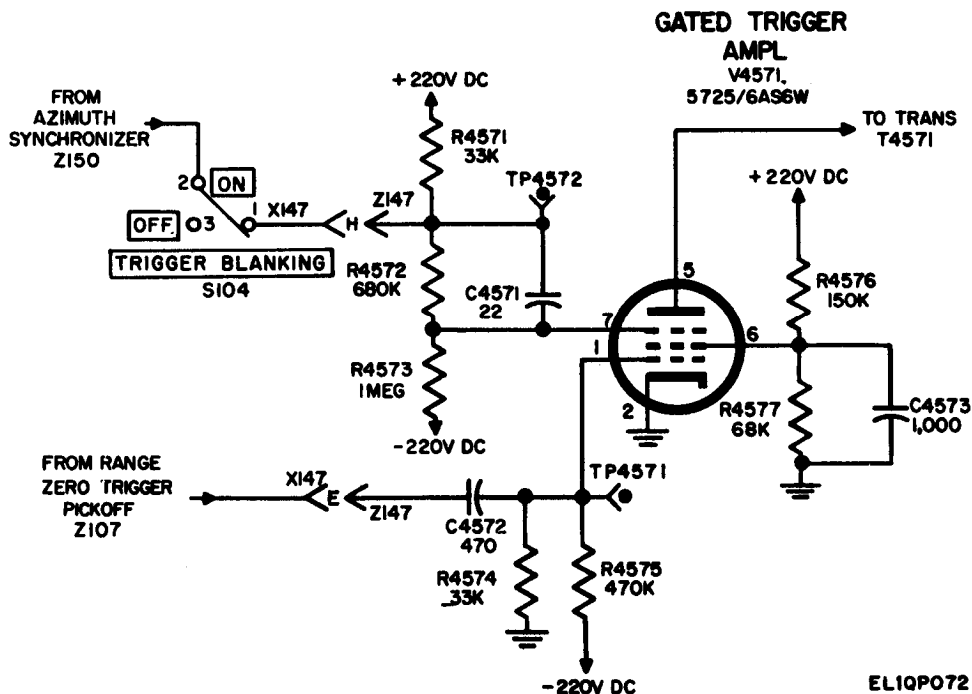 GATED TRIGGER
AMPL
V4571,
5725/6AS6W
FROM
AZIMUTH
SYNCHRONIZER
Z150
+220V DC
R4571
33K
TP4572
TO TRANS
T4571
+220V DC
2
ON
1
X147
H
Z147
OFF
3
TRIGGER BLANKING
S104
R4572
680K
C4571
22
5
R4576
150K
7
1
6
R4573
1MEG
2
R4577
68K
C4573
1,000
-220V DC
FROM RANGE
ZERO TRIGGER
PICKOFF
Z107
X147
E
Z147
C4572
470
TP4571
R4574
33K
R4575
470K
-220V DC
EL1QP072